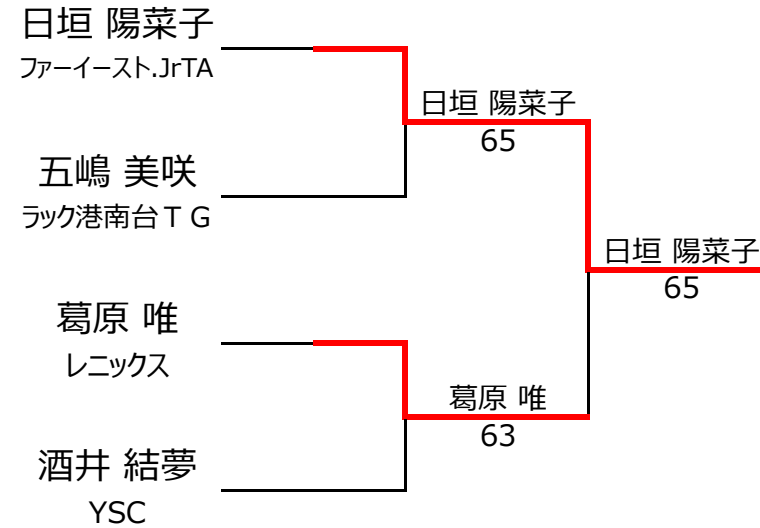 日垣 陽菜子
ファーイースト.JrTA
日垣 陽菜子
65
五嶋 美咲
ラック港南台ＴＧ
日垣 陽菜子
65
葛原 唯
レニックス
葛原 唯
63
酒井 結夢
YSC